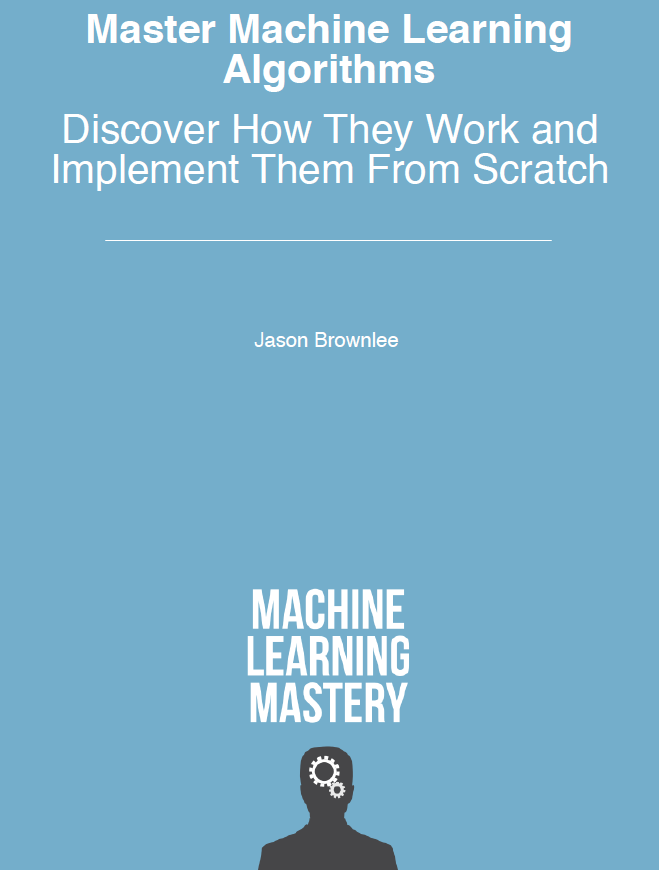 Master Machine Learning
Algorithms
Discover How They Work and
Implement Them From Scratch
Jason Brownlee
MACHINE
LEARNING
MASTERY